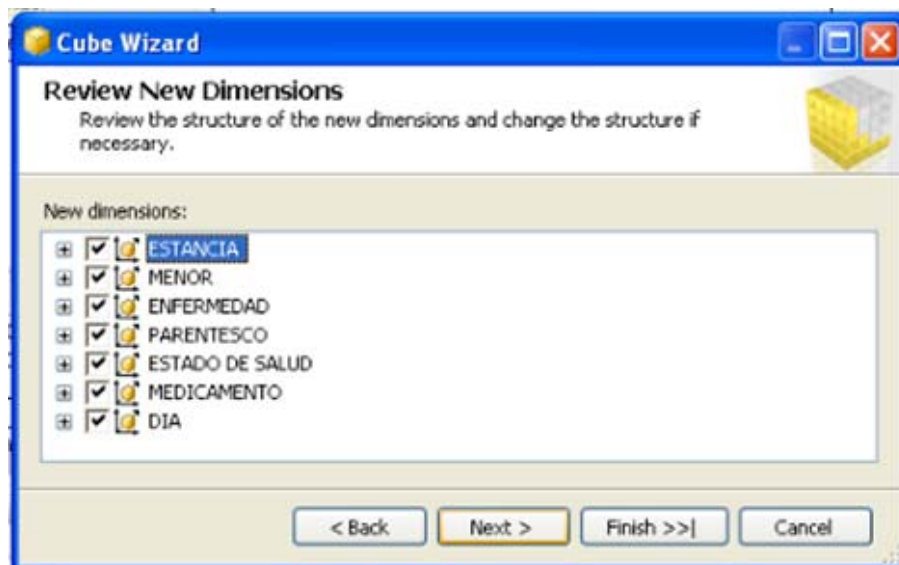 Cube Wizard
Review New Dimensions
Review the structure of the new dimensions and change the structure if
necessary.
New dimensions:
ESTANCIA
MENOR
ENFERMEDAD
PARENTESCO
ESTADO DE SALUD
MEDICAMENTO
DIA
< Back Next > Finish >>| Cancel